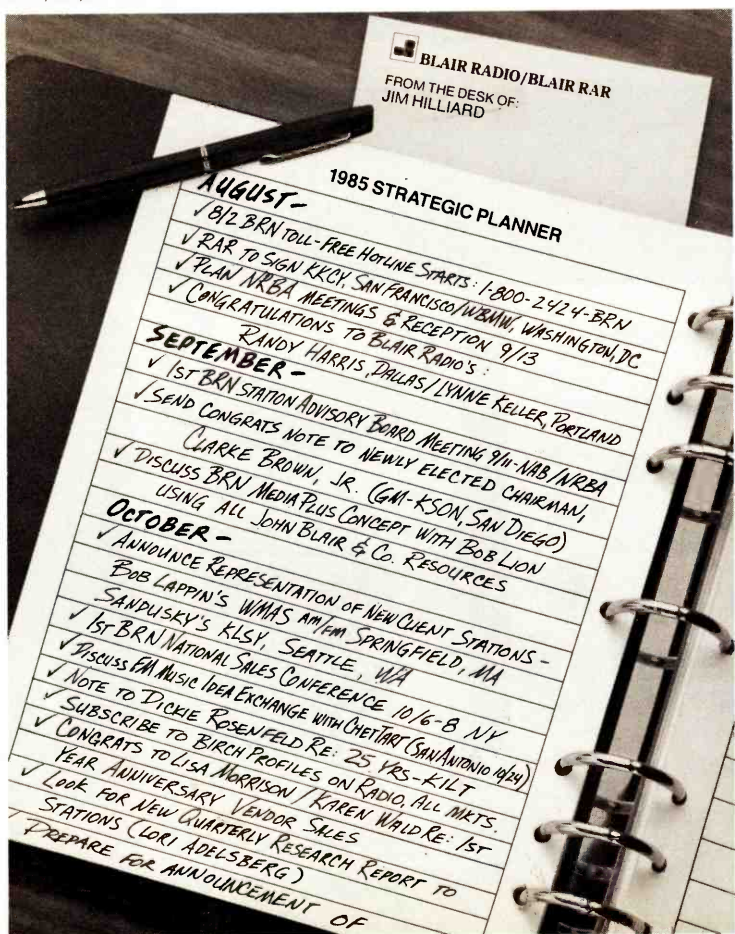 BLAIR RADIO/BLAIR RAR
FROM THE DESK OF:
JIM HILLIARD
1985 STRATEGIC PLANNER
AUGUST-
√ 8/2 BRN TOLL-FREE HOTLINE STARTS: 1-800-2424-BRN
√ RAR TO SIGN KKCY, SAN FRANCISCO/WBMW, WASHINGTON, DC
√ PLAN NRBA MEETINGS & RECEPTION 9/13
√ CONGRATULATIONS TO BLAIR RADIO'S:
RANDY HARRIS, DALLAS/LYNNE KELLER, PORTLAND
SEPTEMBER-
√ 1ST BRN STATION ADVISORY BOARD MEETING 9/11-NAB/NRBA
√ SEND CONGRATS NOTE TO NEWLY ELECTED CHAIRMAN,
CLARKE BROWN, JR. (GM-KSON, SAN DIEGO)
√ DISCUSS BRN MEDIA PLUS CONCEPT WITH BOB LION
USING ALL JOHN BLAIR & CO. RESOURCES
OCTOBER-
√ ANNOUNCE REPRESENTATION OF NEW CLIENT STATIONS-
BOB LAPPIN'S WMAS AM/FM SPRINGFIELD, MA
SANDUSKY'S KLSY, SEATTLE, WA
√ 1ST BRN NATIONAL SALES CONFERENCE 10/6-8 NY
√ DISCUSS FM MUSIC IDEA EXCHANGE WITH CHET TART (SAN ANTONIO 10/24)
√ NOTE TO DICKIE ROSENFELD RE: 25 YRS-KILT
√ SUBSCRIBE TO BIRCH PROFILES ON RADIO, ALL MKTS.
√ CONGRATS TO LISA MORRISON/KAREN WALD RE: 1ST
YEAR ANNIVERSARY VENDOR SALES
√ LOOK FOR NEW QUARTERLY RESEARCH REPORT TO
STATIONS (LORI ADELSBERG)
PREPARE FOR ANNOUNCEMENT OF